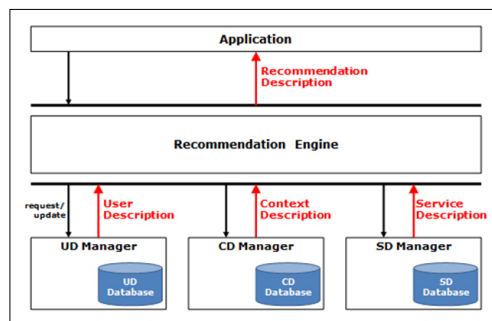 Application
Recommendation
Description
Recommendation Engine
request/
update
User
Description
Context
Description
Service
Description
UD Manager
CD Manager
SD Manager
UD
Database
CD
Database
SD
Database